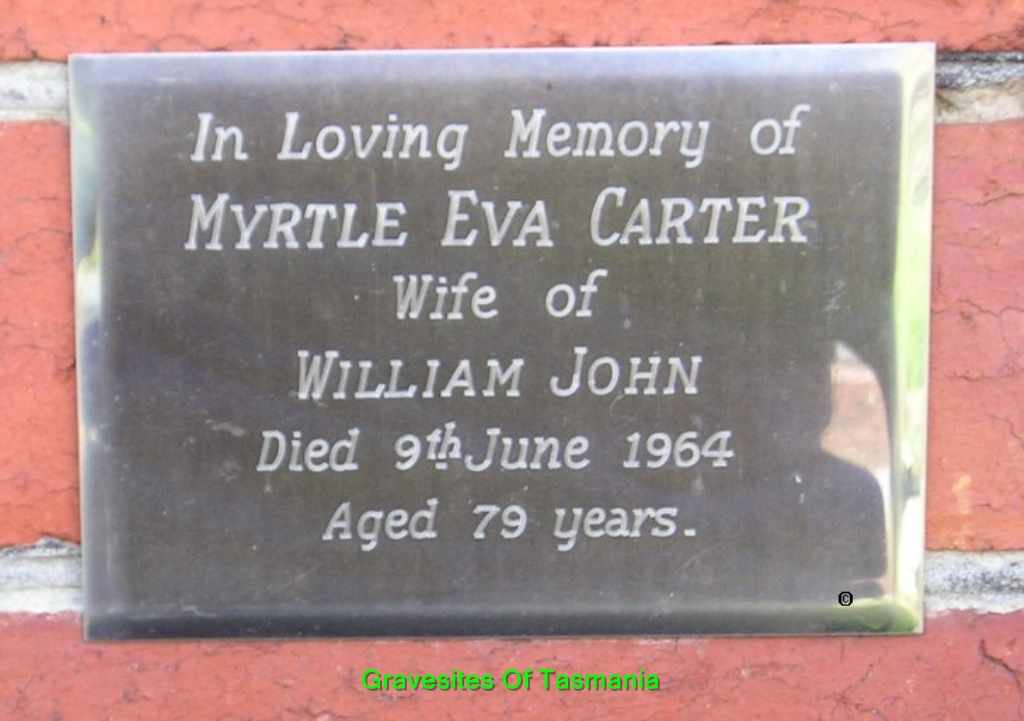 In Loving Memory of
MYRTLE EVA CARTER
Wife of
WILLIAM JOHN
Died 9th June 1964
Aged 79 years.
©
Gravesites Of Tasmania